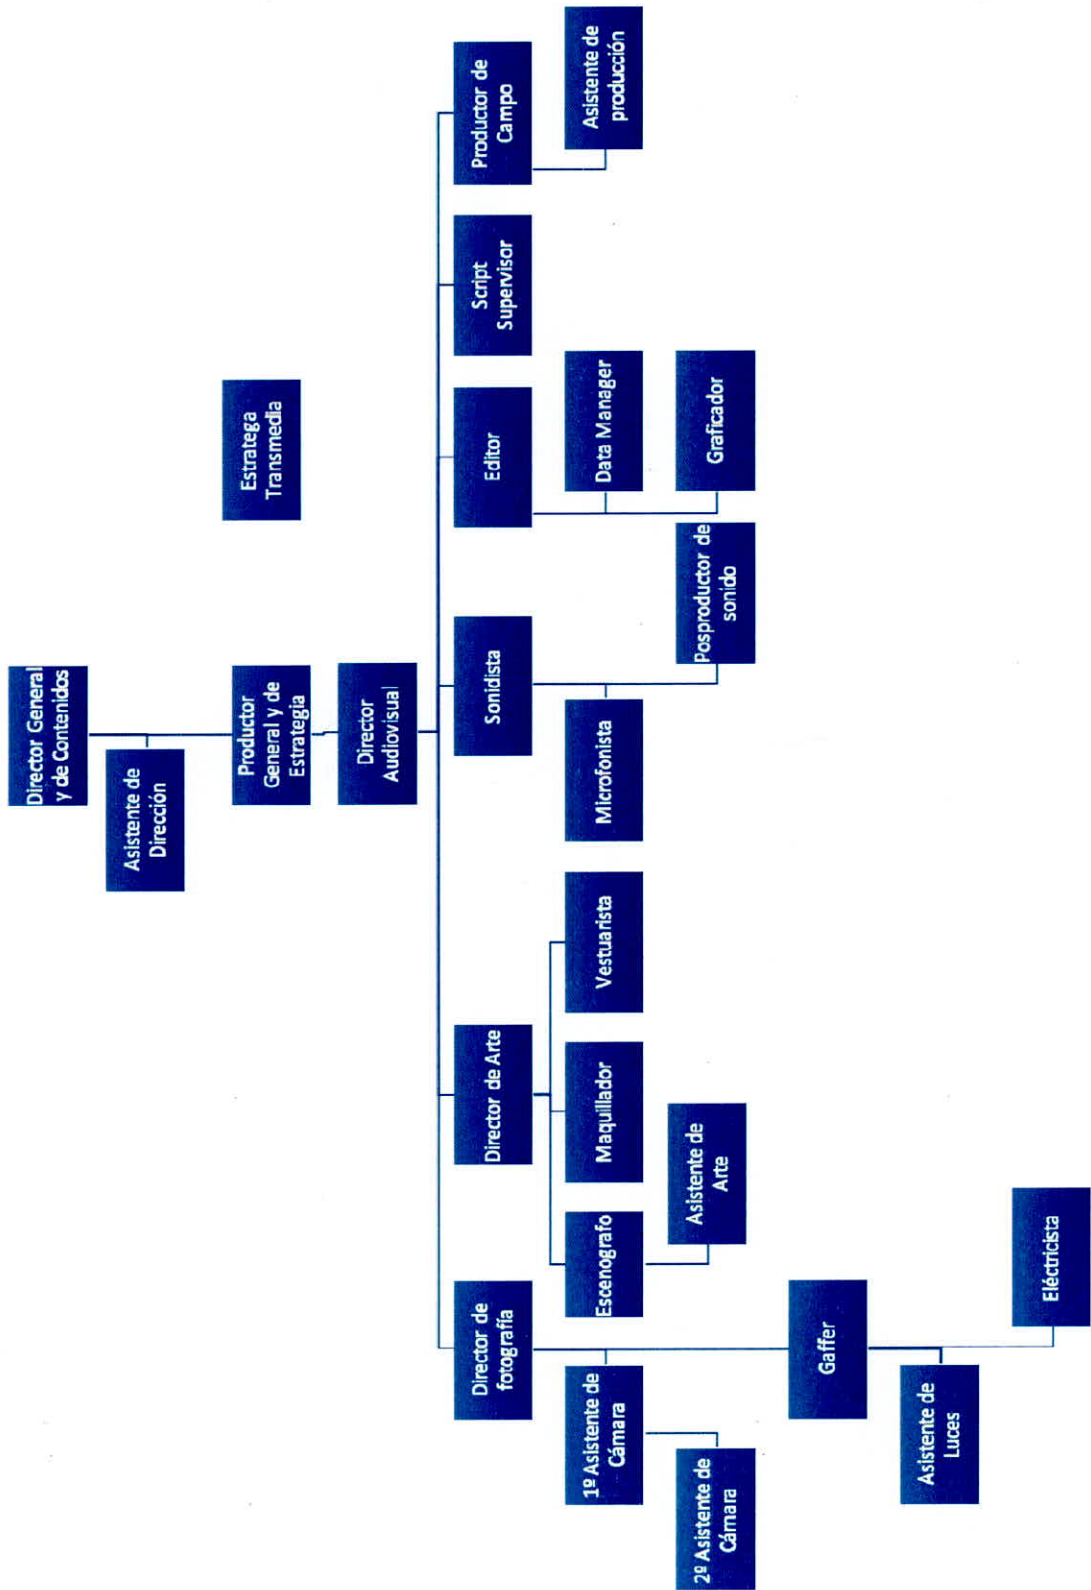 Director General
y de Contenidos
Asistente de
Dirección
Productor
General y de
Estrategia
Estratega
Transmedia
Director
Audiovisual
Director de
fotografía
Director de Arte
Sonidista
Editor
Script
Supervisor
Productor de
Campo
1º Asistente de
Cámara
Escenografo
Maquillador
Vestuarista
Microfonista
Data Manager
Asistente de
producción
2º Asistente de
Cámara
Asistente de
Arte
Posproductor de
sonido
Graficador
Gaffer
Asistente de
Luces
Eléctricista